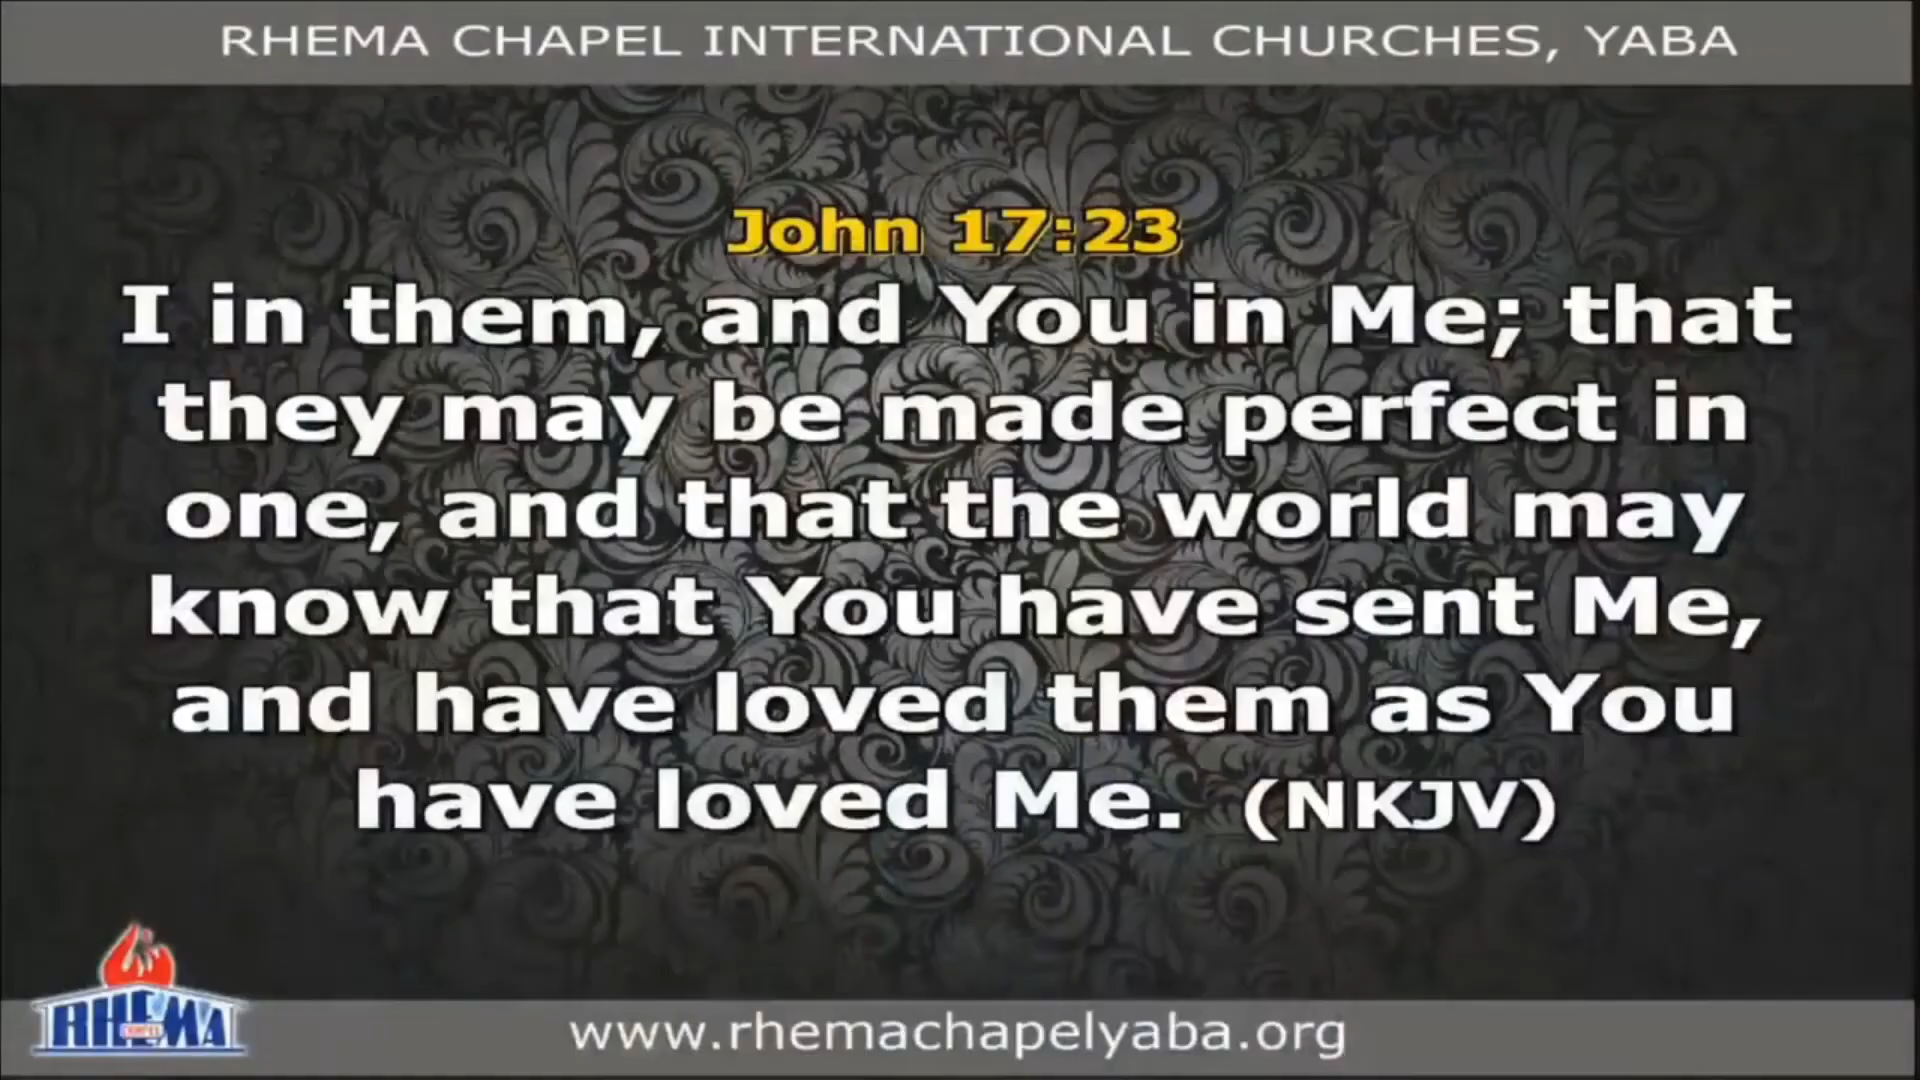 RHEMA CHAPEL INTERNATIONAL CHURCHES, YABA
John 17:23
I in them, and You in Me; that
they may be made perfect in
one, and that the world may
know that You have sent Me,
and have loved them as You
have loved Me. (NKJV)
RHEMA
CHAPEL
www.rhemachapelyaba.org